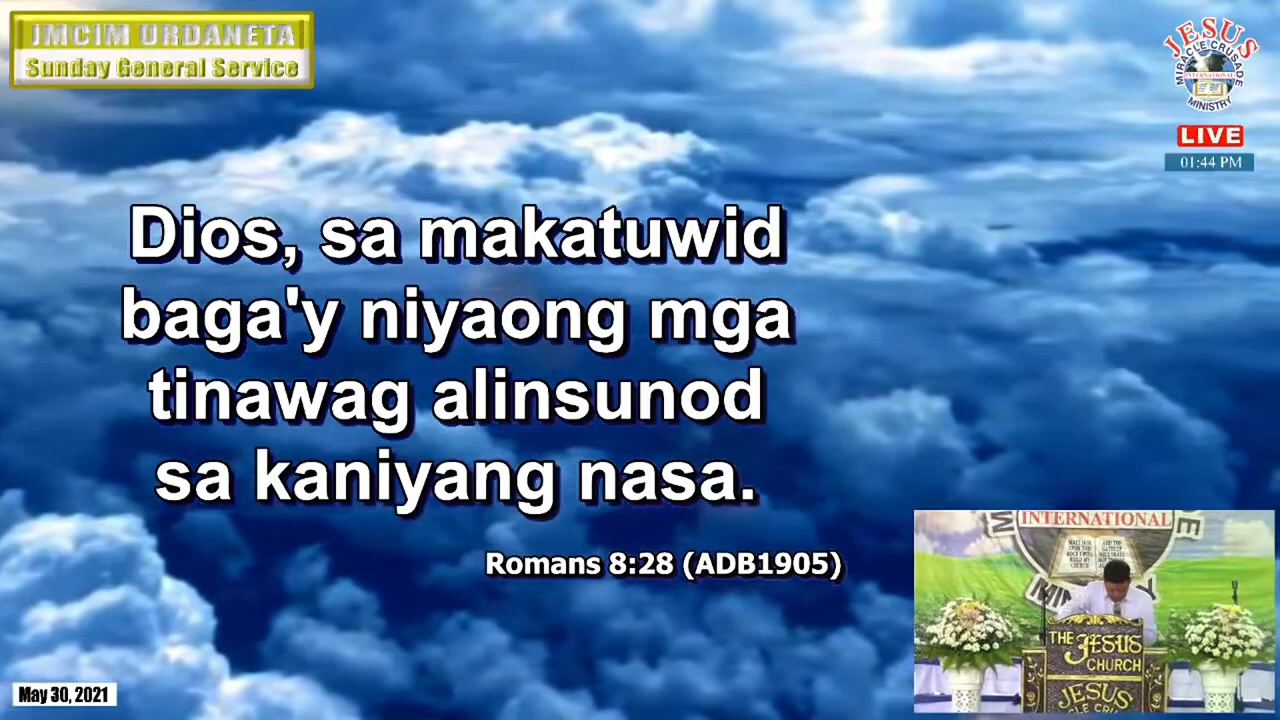 JMCIM URDANETA
Sunday General Service
JESUS
MIRACLE CRUSADE
INTERNATIONAL
MINISTRY
LIVE
01:44 PM
Dios, sa makatuwid
baga'y niyaong mga
tinawag alinsunod
sa kaniyang nasa.
Romans 8:28 (ADB1905)
INTERNATIONAL
THE JESUS
CHURCH
JESUS
May 30, 2021